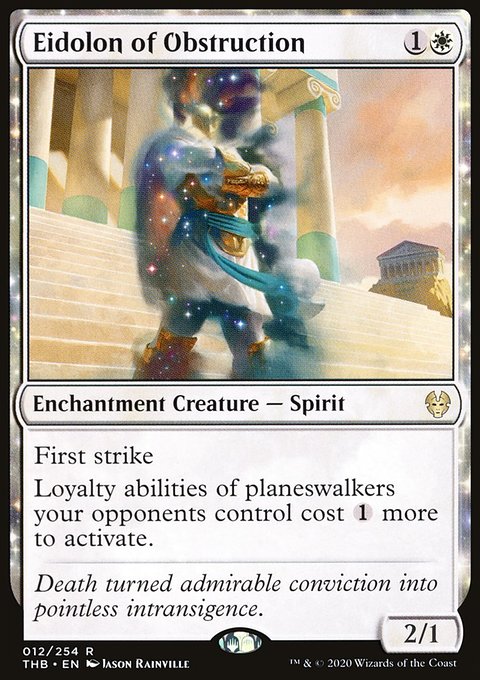 Eidolon of Obstruction 1
Enchantment Creature — Spirit
First strike
Loyalty abilities of planeswalkers
your opponents control cost 1 more
to activate.
Death turned admirable conviction into
pointless intransigence.
2/1
012/254 R
THB • EN Jason Rainville
™ & © 2020 Wizards of the Coast